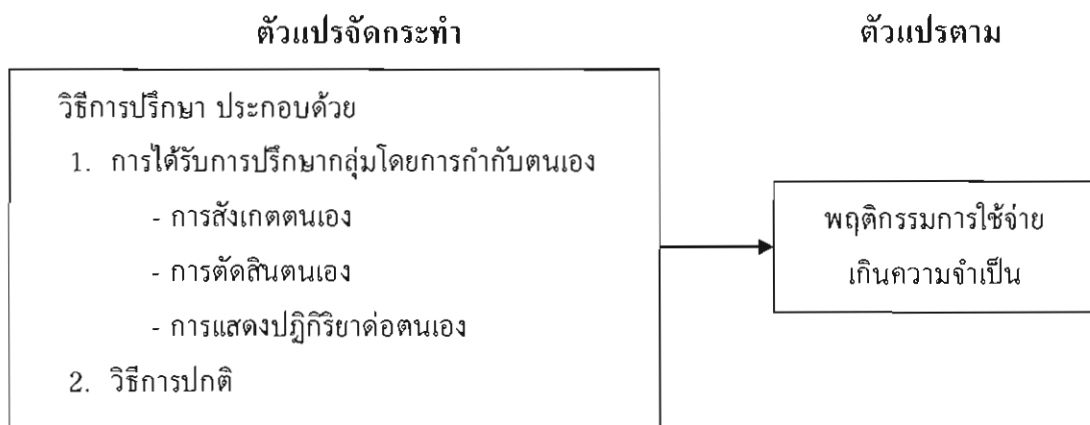 ตัวแปรจัดกระทำ
ตัวแปรตาม
วิธีการปรึกษา ประกอบด้วย
1. การได้รับการปรึกษากลุ่มโดยการกำกับตนเอง
- การสังเกตตนเอง
- การตัดสินตนเอง
- การแสดงปฏิกิริยาต่อตนเอง
2. วิธีการปกติ
พฤติกรรมการใช้จ่าย
เกินความจำเป็น